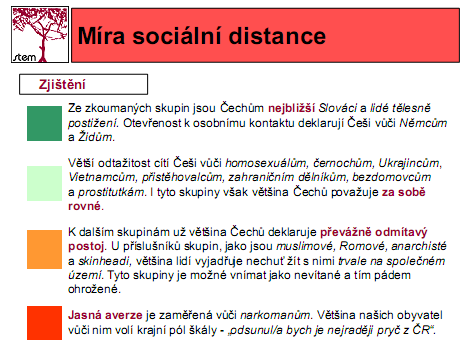 stem
Míra sociální distance
Zjištění
Ze zkoumaných skupin jsou Čechům nejbližší Slováci a lidé tělesně
postižení. Otevřenost k osobnímu kontaktu deklarují Češi vůči Němcům
a Židům.
Větší odtažitost cítí Češi vůči homosexuálům, černochům, Ukrajincům,
Vietnamcům, přistěhovalcům, zahraničním dělníkům, bezdomovcům
a prostitutkám. I tyto skupiny však většina Čechů považuje za sobě
rovné.
K dalším skupinám už většina Čechů deklaruje převážně odmítavý
postoj. U příslušníků skupin, jako jsou muslimové, Romové, anarchisté
a skinheadi, většina lidí vyjadřuje nechuť žít s nimi trvale na společném
území. Tyto skupiny je možné vnímat jako nevítané a tím pádem
ohrožené.
Jasná averze je zaměřená vůči narkomanům. Většina našich obyvatel
vůči nim volí krajní pól škály - „odsunul/a bych je nejraději pryč z ČR“.